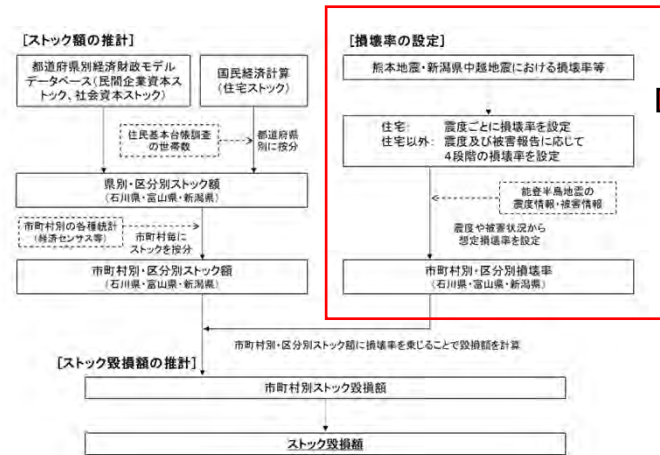 [ストック額の推計]
都道府県別経済財政モデル
データベース(民間企業資本ス
トック、社会資本ストック)
国民経済計算
(住宅ストック)
住民基本台帳調査
の世帯数
都道府県
別に按分
県別・区分別ストック額
(石川県・富山県・新潟県)
市町村別の各種統計
(経済センサス等)
市町村毎に
ストックを按分
市町村別・区分別ストック額
(石川県・富山県・新潟県)
[損壊率の設定]
熊本地震・新潟県中越地震における損壊率等
住宅: 震度ごとに損壊率を設定
住宅以外: 震度及び被害報告に応じて
4段階の損壊率を設定
能登半島地震の
震度情報・被害情報
震度や被害状況から
想定損壊率を設定
市町村別・区分別損壊率
(石川県・富山県・新潟県)
市町村別・区分別ストック額に損壊率を乗じることで毀損額を計算
[ストック毀損額の推計]
市町村別ストック毀損額
ストック毀損額